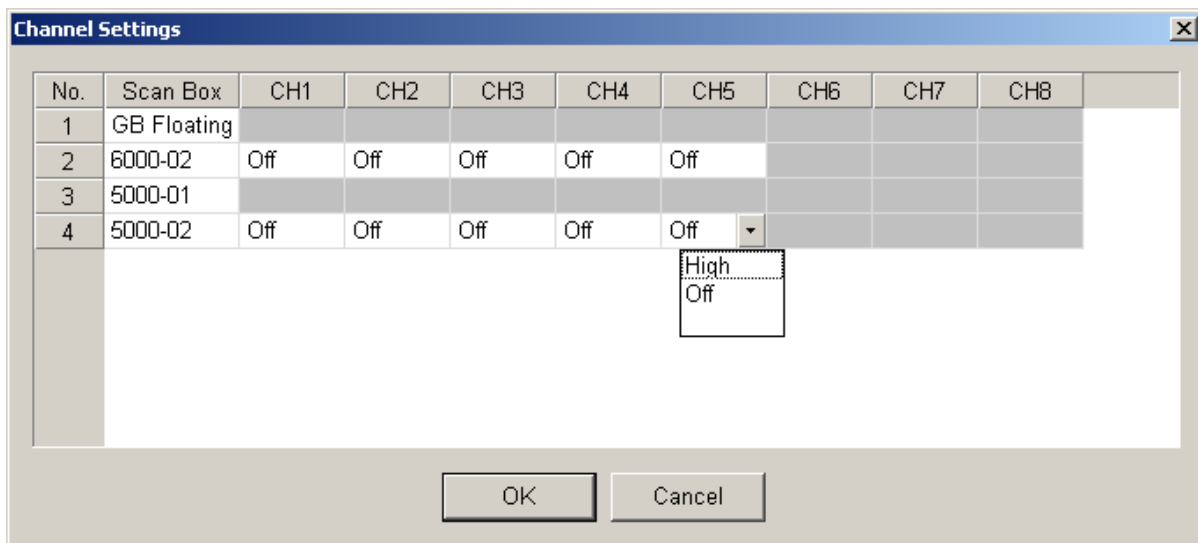 Channel Settings
No. Scan Box CH1 CH2 CH3 CH4 CH5 CH6 CH7 CH8
1 GB Floating
2 6000-02 Off Off Off Off Off
3 5000-01
4 5000-02 Off Off Off Off Off
High
Off
OK Cancel